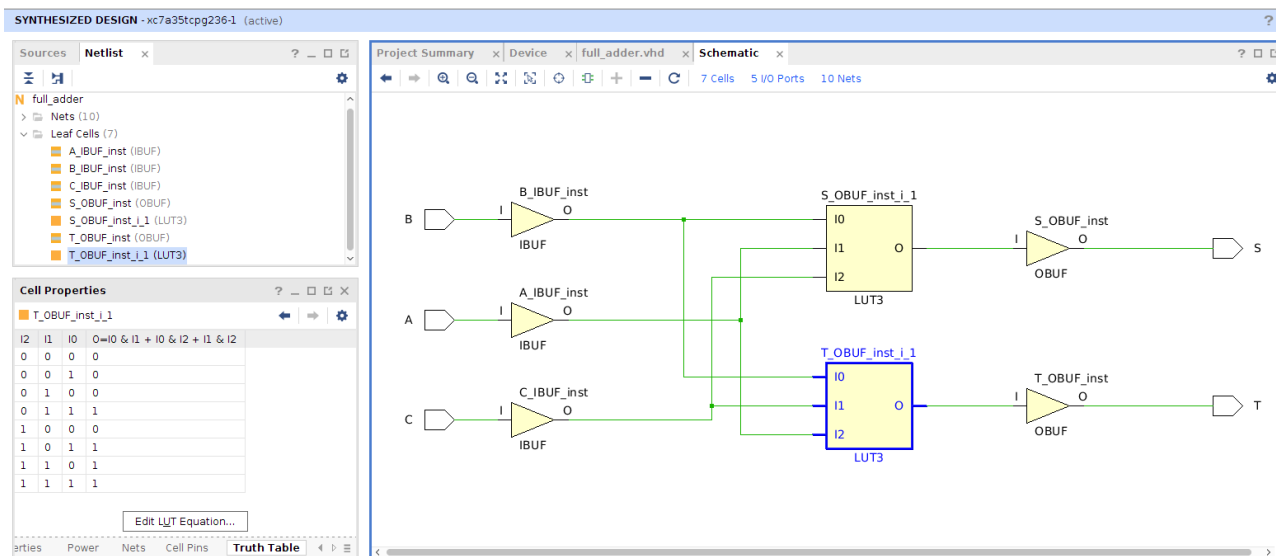 SYNTHESIZED DESIGN - xc7a35tcpg236-1 (active) ?
Sources Netlist × ? _
full_adder
Nets (10)
Leaf Cells (7)
A_IBUF_inst (IBUF)
B_IBUF_inst (IBUF)
C_IBUF_inst (IBUF)
S_OBUF_inst (OBUF)
S_OBUF_inst_i_1 (LUT3)
T_OBUF_inst (OBUF)
T_OBUF_inst_i_1 (LUT3)
Cell Properties ? _ ×
T_OBUF_inst_i_1
I2 I1 I0 O=I0 & I1 + I0 & I2 + I1 & I2
0 0 0 0
0 0 1 0
0 1 0 0
0 1 1 1
1 0 0 0
1 0 1 1
1 1 0 1
1 1 1 1
Edit LUT Equation...
erties Power Nets Cell Pins Truth Table
Project Summary × Device × full_adder.vhd × Schematic × ?
7 Cells 5 I/O Ports 10 Nets
B_IBUF_inst
B I O
IBUF
A_IBUF_inst
A I O
IBUF
C_IBUF_inst
C I O
IBUF
S_OBUF_inst_i_1
I0
I1 O
I2
LUT3
S_OBUF_inst
I O S
OBUF
T_OBUF_inst_i_1
I0
I1 O
I2
LUT3
T_OBUF_inst
I O T
OBUF